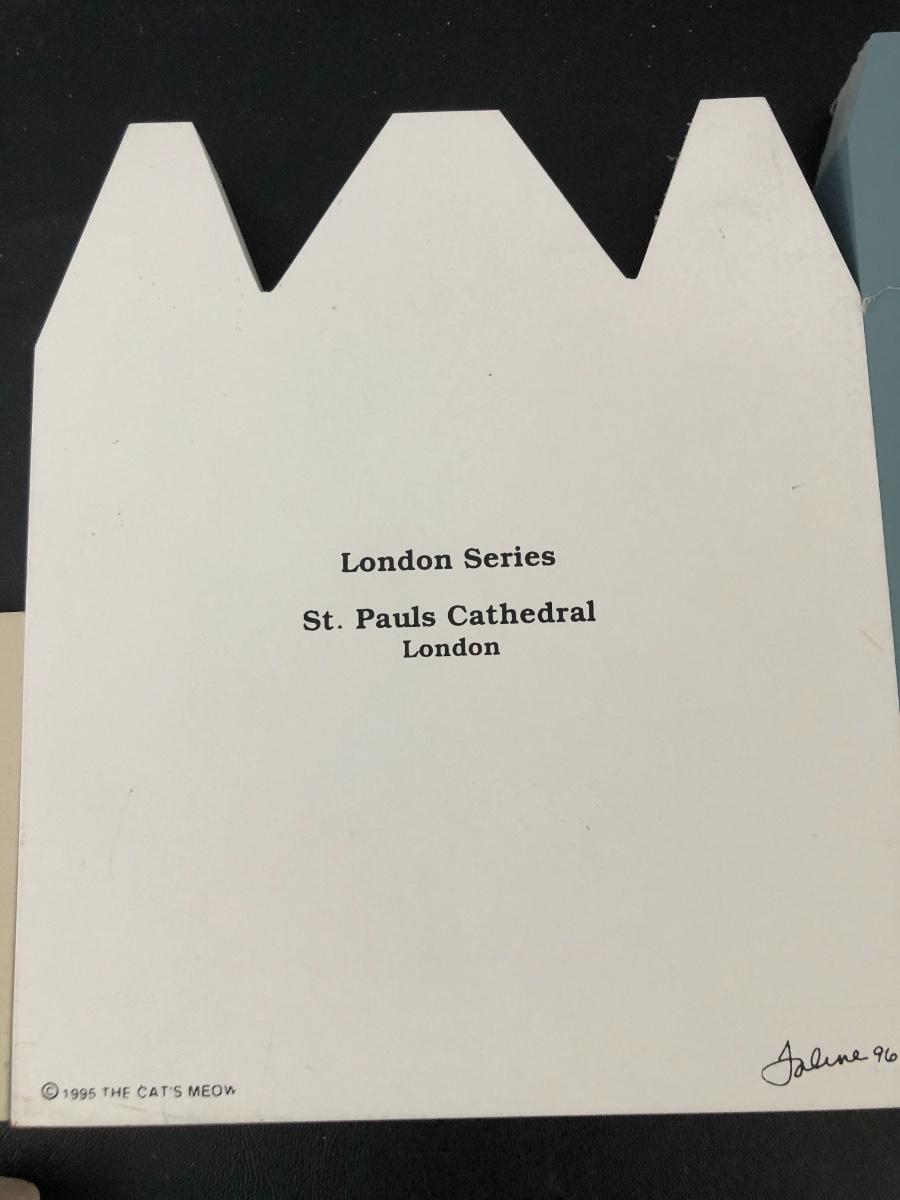 London Series
St. Pauls Cathedral
London
© 1995 THE CAT'S MEOW
Faline 96